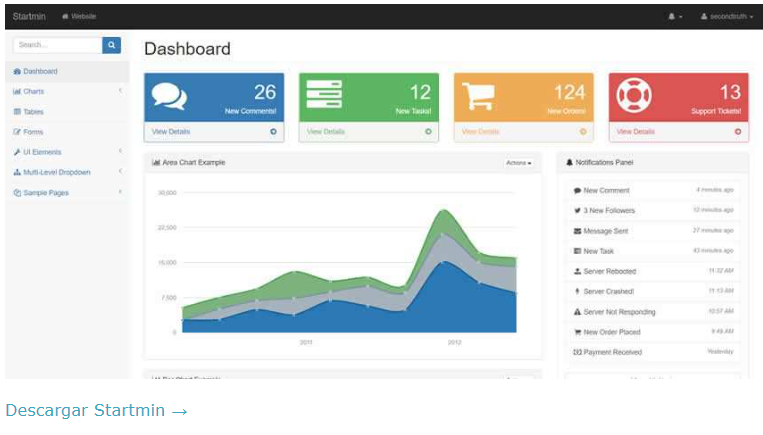 Startmin Website secondtruth
Search...
Dashboard
Charts
Tables
Forms
UI Elements
Multi-Level Dropdown
Sample Pages
Dashboard
26
New Comments!
View Details
12
New Tasks!
View Details
124
New Orders!
View Details
13
Support Tickets!
View Details
Area Chart Example
Actions
30,000
22,500
15,000
7,500
0
2011
2012
Notifications Panel
New Comment 4 minutes ago
3 New Followers 12 minutes ago
Message Sent 27 minutes ago
New Task 43 minutes ago
Server Rebooted 11:32 AM
Server Crashed! 11:13 AM
Server Not Responding 10:57 AM
New Order Placed 9:49 AM
Payment Received Yesterday
Descargar Startmin →